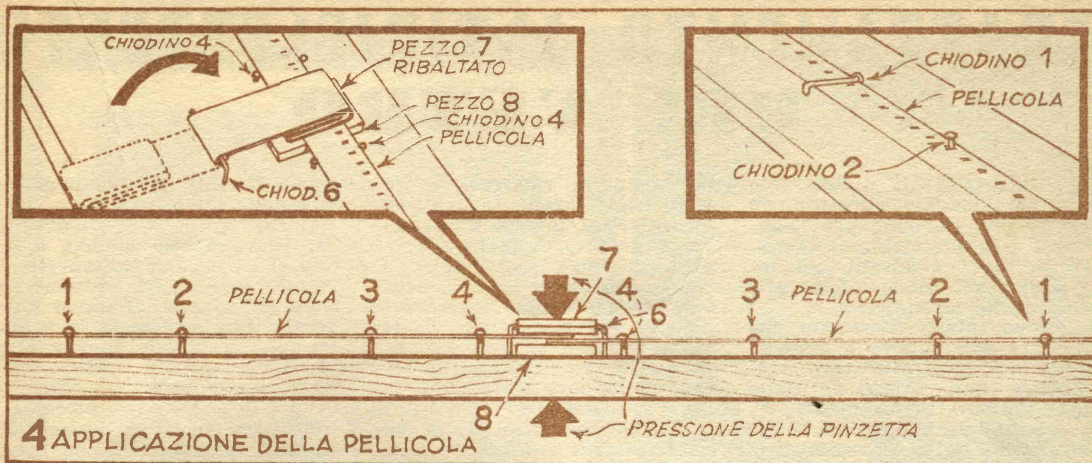 CHIODINO 4
PEZZO 7
RIBALTATO
PEZZO 8
CHIODINO 4
PELLICOLA
CHIOD. 6
CHIODINO 1
PELLICOLA
CHIODINO 2
1
2
PELLICOLA
3
4
7
4
6
3
PELLICOLA
2
1
8
PRESSIONE DELLA PINZETTA
4 APPLICAZIONE DELLA PELLICOLA